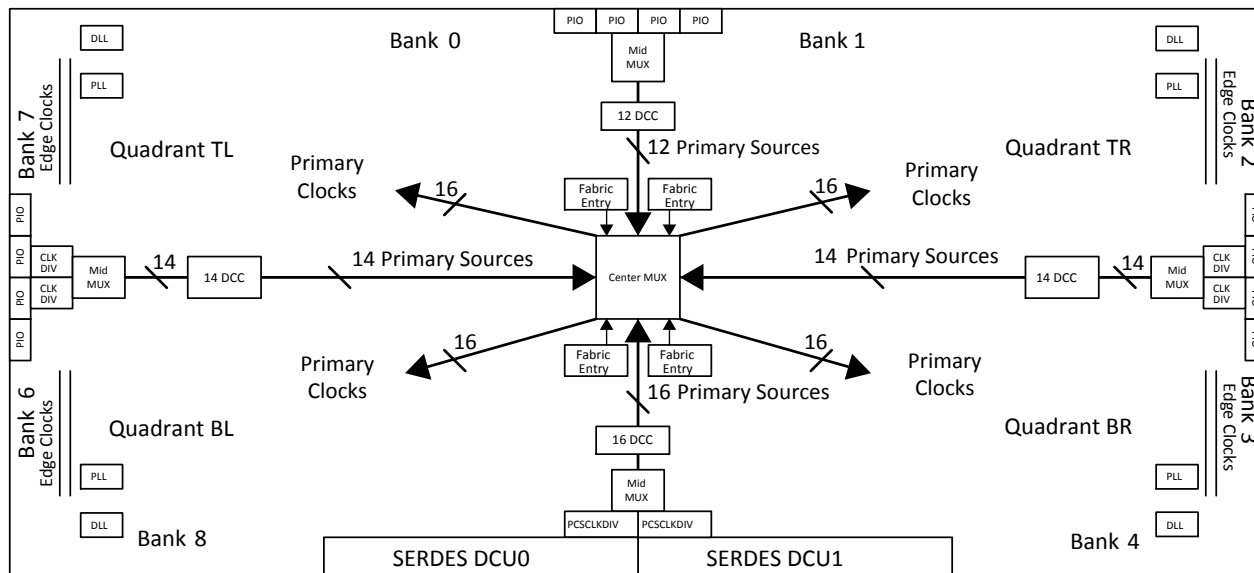 PIO PIO PIO PIO
DLL
Bank 0
Bank 1
DLL
Mid
MUX
PLL
PLL
Bank 7
Edge Clocks
Bank 2
Edge Clocks
12 DCC
Quadrant TL
12 Primary Sources
Quadrant TR
Primary
Clocks
16
Fabric
Entry
Fabric
Entry
16
Primary
Clocks
PIO
PIO
PIO
PIO
CLK
DIV
CLK
DIV
Mid
MUX
14
14 DCC
14 Primary Sources
Center MUX
14 Primary Sources
14 DCC
14
Mid
MUX
CLK
DIV
CLK
DIV
Primary
Clocks
16
Fabric
Entry
Fabric
Entry
16
Primary
Clocks
16 Primary Sources
Bank 6
Edge Clocks
Bank 3
Edge Clocks
Quadrant BL
16 DCC
Quadrant BR
PLL
Mid
MUX
PLL
DLL
PCSCLKDIV PCSCLKDIV
DLL
Bank 8
Bank 4
SERDES DCU0
SERDES DCU1